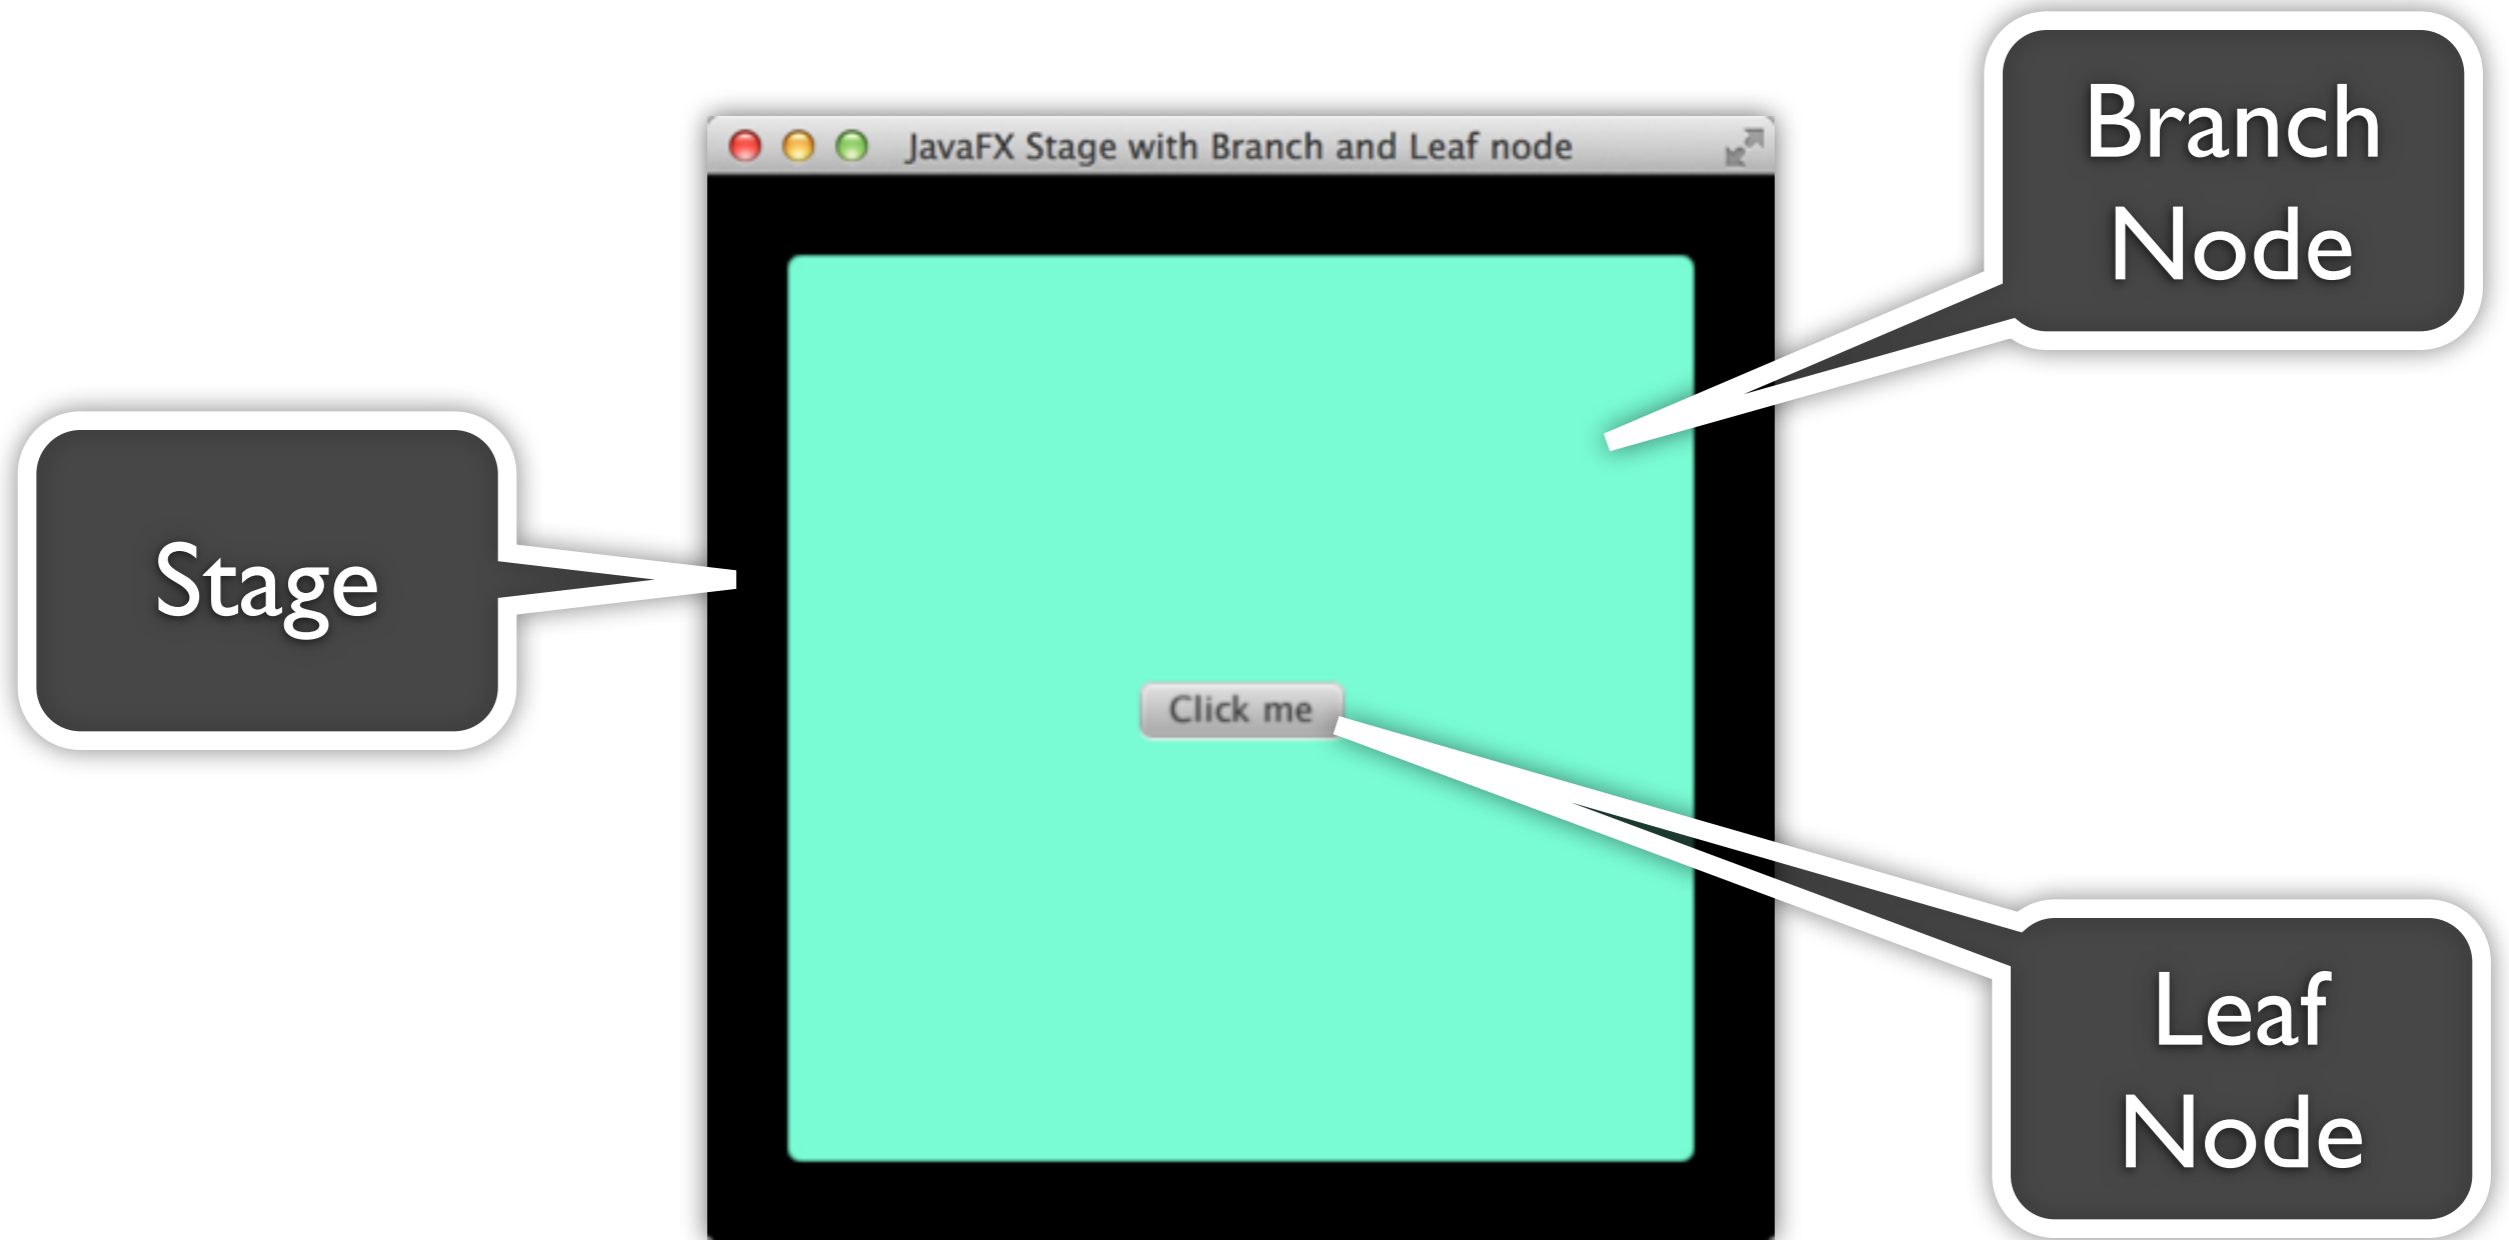 JavaFX Stage with Branch and Leaf node
Branch
Node
Stage
Click me
Leaf
Node